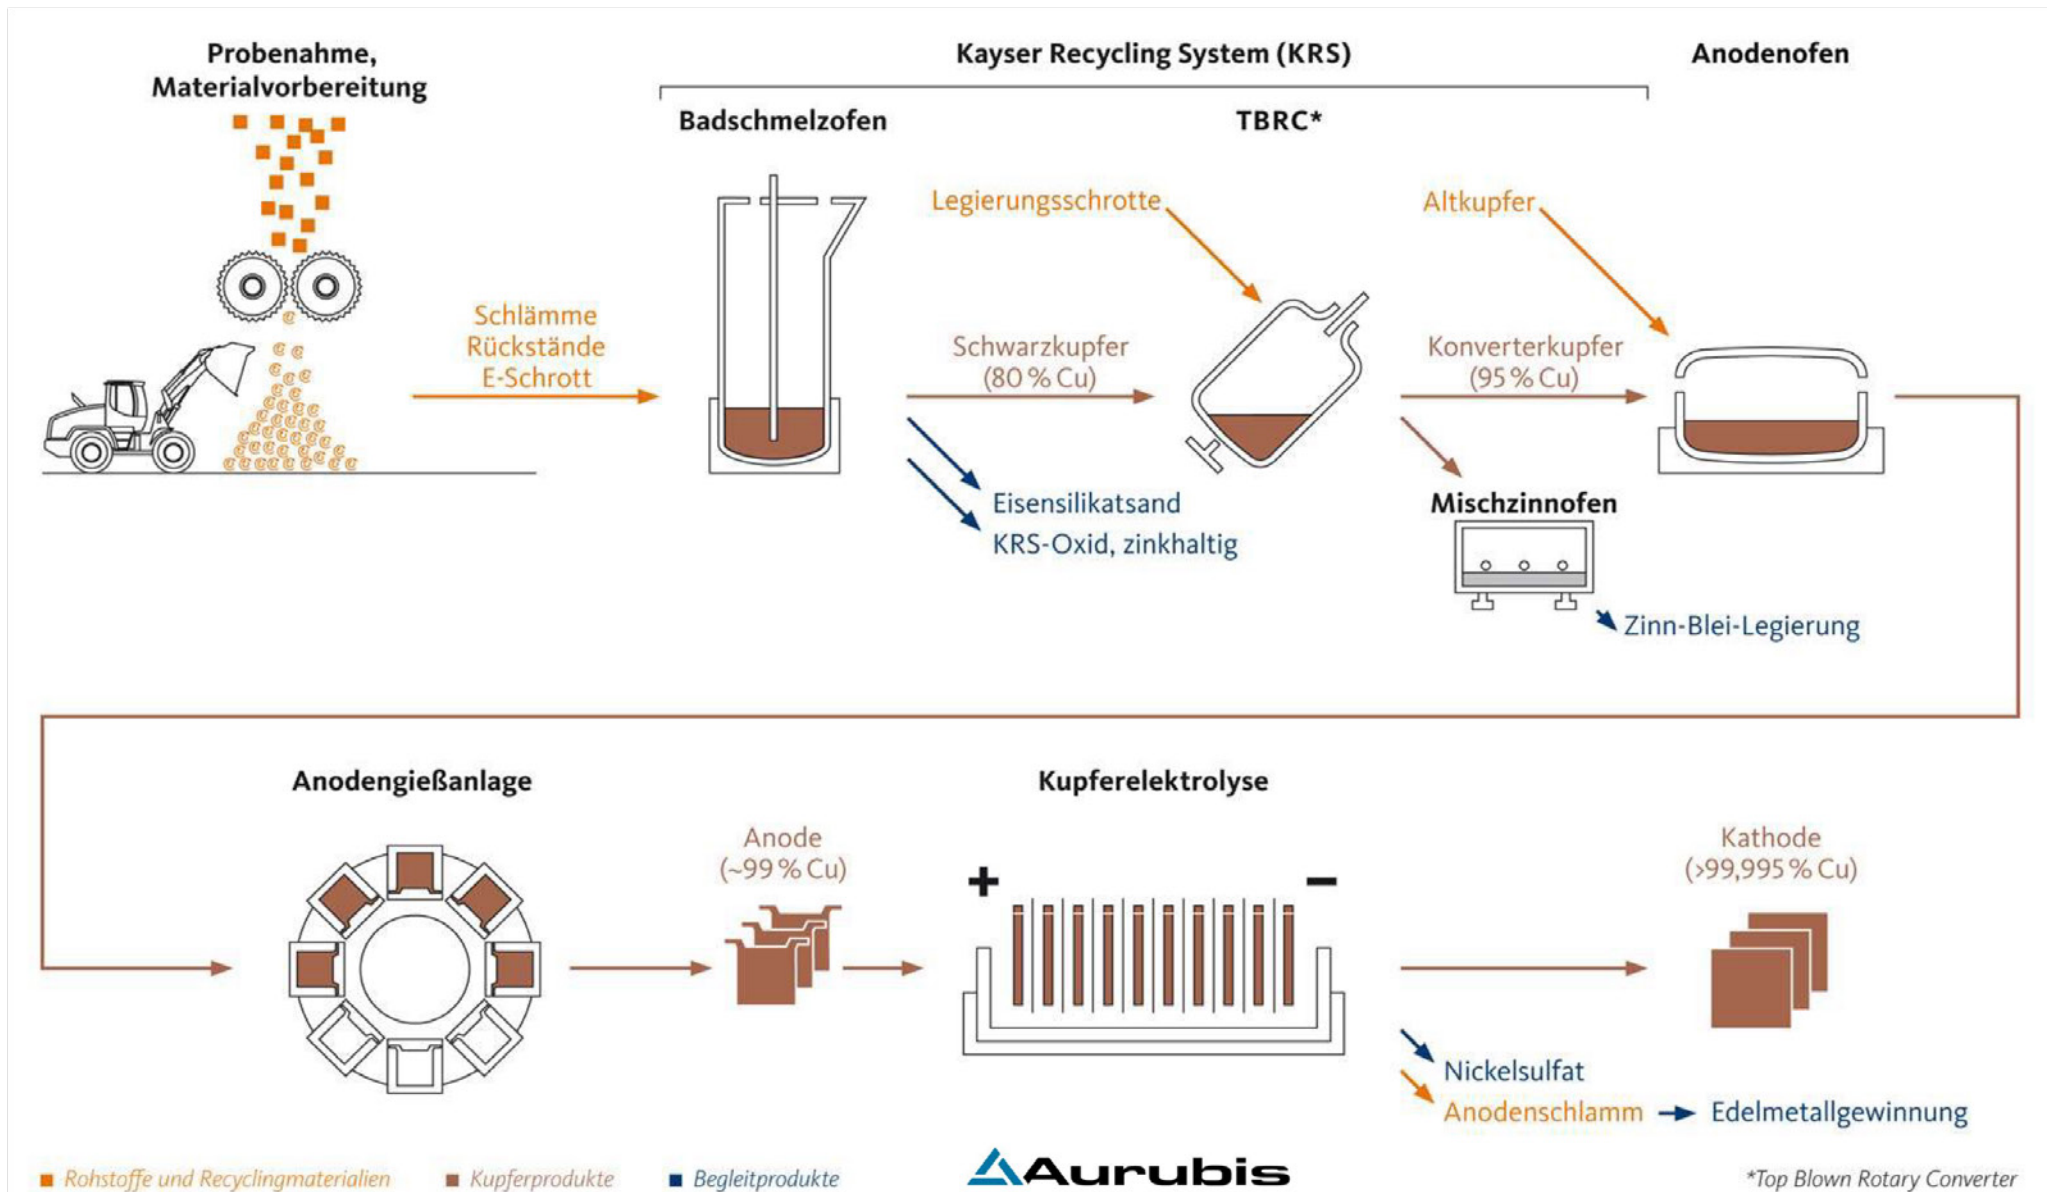 Probenahme,
Materialvorbereitung
Kayser Recycling System (KRS)
Anodenofen
Badschmelzofen
TBRC*
Legierungsschrotte
Altkupfer
Schlämme
Rückstände
E-Schrott
Schwarzkupfer
(80 % Cu)
Konverterkupfer
(95 % Cu)
Eisensilikatsand
KRS-Oxid, zinkhaltig
Mischzinnofen
Zinn-Blei-Legierung
Anodengießanlage
Kupferelektrolyse
Anode
(~99 % Cu)
+
−
Kathode
(>99,995 % Cu)
Nickelsulfat
Anodenschlamm
Edelmetallgewinnung
Rohstoffe und Recyclingmaterialien
Kupferprodukte
Begleitprodukte
Aurubis
*Top Blown Rotary Converter